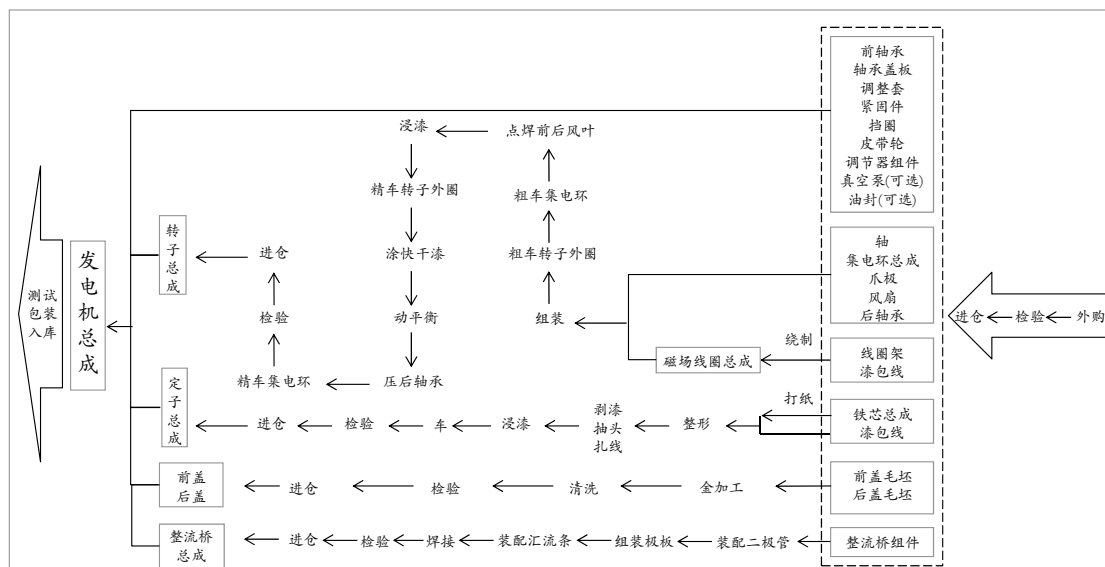 前轴承
轴承盖板
调整套
紧固件
挡圈
皮带轮
调节器组件
真空泵(可选)
油封(可选)
浸漆
点焊前后风叶
精车转子外圈
粗车集电环
转子总成
进仓
涂快干漆
粗车转子外圈
轴
集电环总成
爪极
风扇
后轴承
测试
包装
入库
发电机总成
检验
动平衡
组装
进仓
检验
外购
绕制
磁场线圈总成
线圈架
漆包线
精车集电环
压后轴承
定子总成
进仓
检验
车
浸漆
剥漆
抽头
扎线
整形
打纸
铁芯总成
漆包线
前盖
后盖
进仓
检验
清洗
金加工
前盖毛坯
后盖毛坯
整流桥
总成
进仓
检验
焊接
装配汇流条
组装极板
装配二极管
整流桥组件